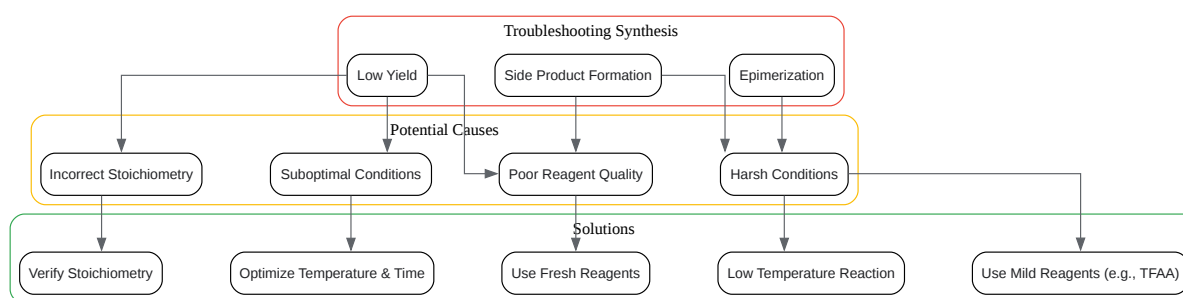 Troubleshooting Synthesis
Low Yield
Side Product Formation
Epimerization
Potential Causes
Incorrect Stoichiometry
Suboptimal Conditions
Poor Reagent Quality
Harsh Conditions
Solutions
Verify Stoichiometry
Optimize Temperature & Time
Use Fresh Reagents
Low Temperature Reaction
Use Mild Reagents (e.g., TFAA)